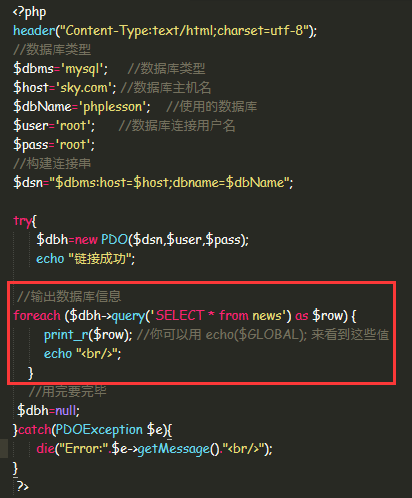 <?php
header("Content-Type:text/html;charset=utf-8");
//数据库类型
$dbms='mysql';   //数据库类型
$host='sky.com'; //数据库主机名
$dbName='phplesson';   //使用的数据库
$user='root';   //数据库连接用户名
$pass='root';
//构建连接串
$dsn="$dbms:host=$host;dbname=$dbName";
try{
$dbh=new PDO($dsn,$user,$pass);
echo "链接成功";
//输出数据库信息
foreach ($dbh->query('SELECT * from news') as $row) {
print_r($row); //你可以用 echo($GLOBAL); 来看到这些值
echo "<br/>";
}
//用完要完毕
$dbh=null;
}catch(PDOException $e){
die("Error:".$e->getMessage()."<br/>");
}
?>